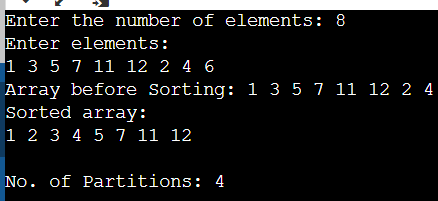 Enter the number of elements: 8
Enter elements:
1 3 5 7 11 12 2 4 6
Array before Sorting: 1 3 5 7 11 12 2 4
Sorted array:
1 2 3 4 5 7 11 12
No. of Partitions: 4